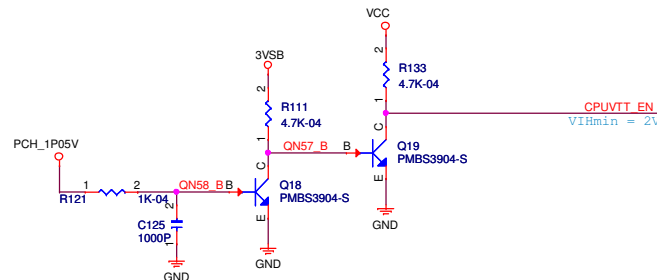 VCC
3VSB
2
R133
4.7K-04
1
2
R111
4.7K-04
1
CPUVTT_EN
VIHmin = 2V
PCH_1P05V
QN57_B
B
C
Q19
PMBS3904-S
E
GND
R121
1
2
1K-04
QN58_B
B
C
Q18
PMBS3904-S
E
GND
2
C125
1000P
1
GND